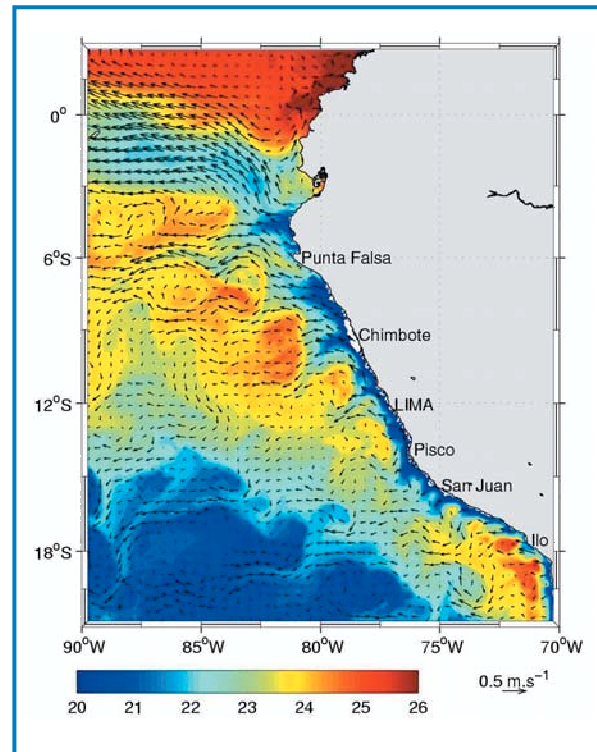 0°
Punta Falsa
6°S
Chimbote
LIMA
12°S
Pisco
San Juan
Ilo
18°S
90°W 85°W 80°W 75°W 70°W
0.5 m.s⁻¹
20 21 22 23 24 25 26